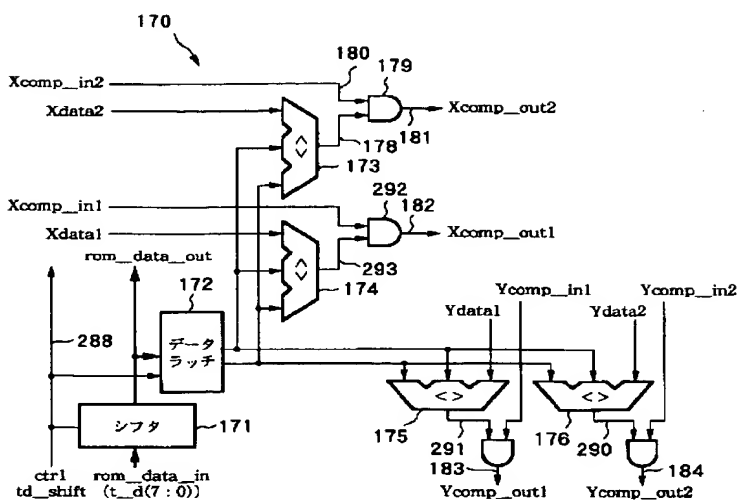 170
Xcomp_in2
180
179
Xdata2
Xcomp_out2
181
178
<>
173
Xcomp_in1
292
182
Xdata1
Xcomp_out1
rom_data_out
293
<>
174
172
データ
ラッチ
288
Ycomp_in1
Ycomp_in2
Ydata1
Ydata2
<>
<>
シフタ
171
175
291
176
290
183
184
ctrl
td_shift
rom_data_in
(t_d(7:0))
Ycomp_out1
Ycomp_out2